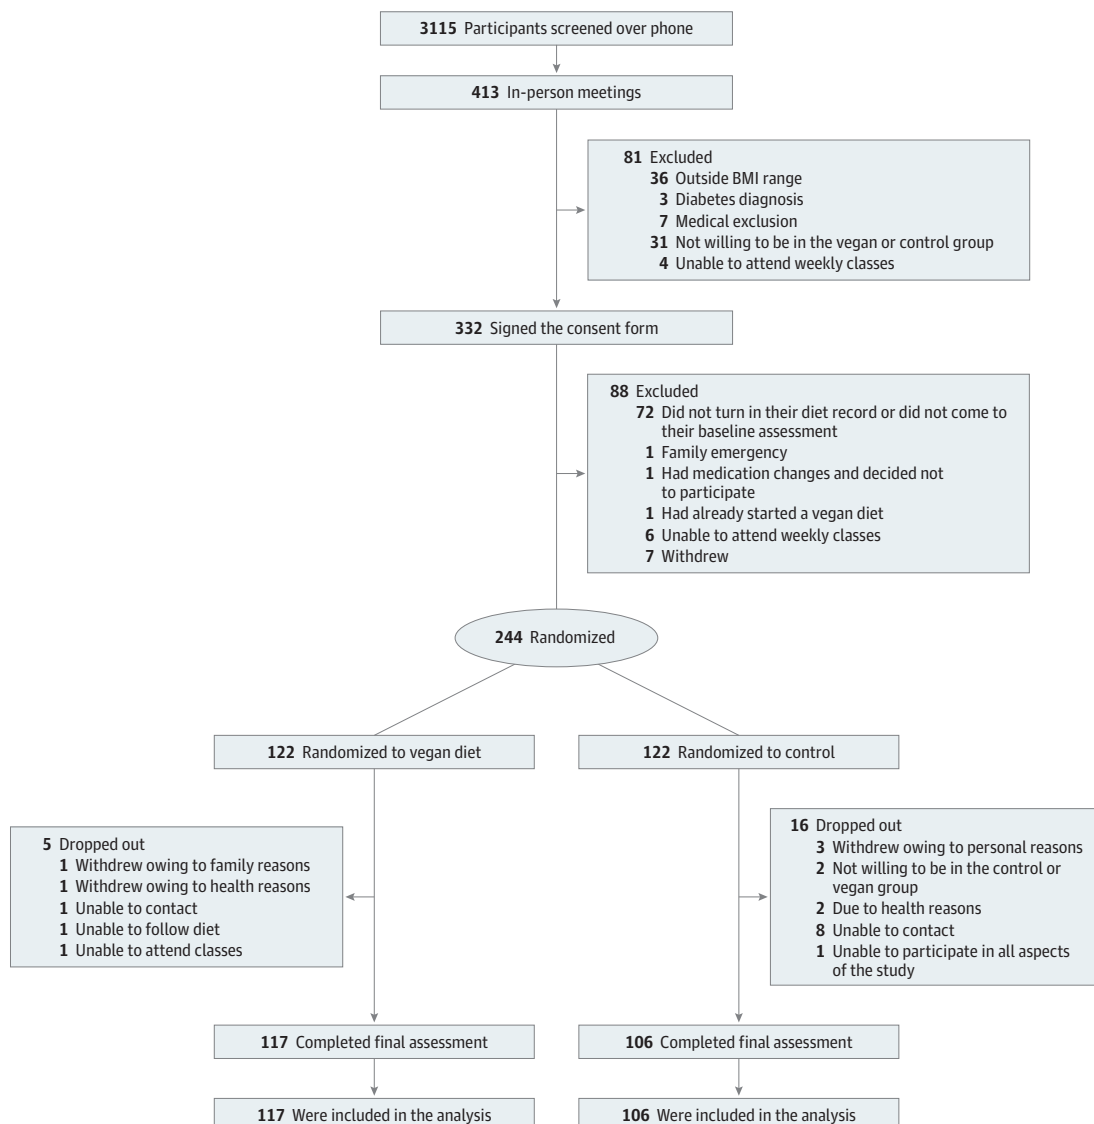 3115 Participants screened over phone
413 In-person meetings
81 Excluded
36 Outside BMI range
3 Diabetes diagnosis
7 Medical exclusion
31 Not willing to be in the vegan or control group
4 Unable to attend weekly classes
332 Signed the consent form
88 Excluded
72 Did not turn in their diet record or did not come to
their baseline assessment
1 Family emergency
1 Had medication changes and decided not
to participate
1 Had already started a vegan diet
6 Unable to attend weekly classes
7 Withdrew
244 Randomized
122 Randomized to vegan diet
122 Randomized to control
5 Dropped out
1 Withdrew owing to family reasons
1 Withdrew owing to health reasons
1 Unable to contact
1 Unable to follow diet
1 Unable to attend classes
16 Dropped out
3 Withdrew owing to personal reasons
2 Not willing to be in the control or
vegan group
2 Due to health reasons
8 Unable to contact
1 Unable to participate in all aspects
of the study
117 Completed final assessment
106 Completed final assessment
117 Were included in the analysis
106 Were included in the analysis